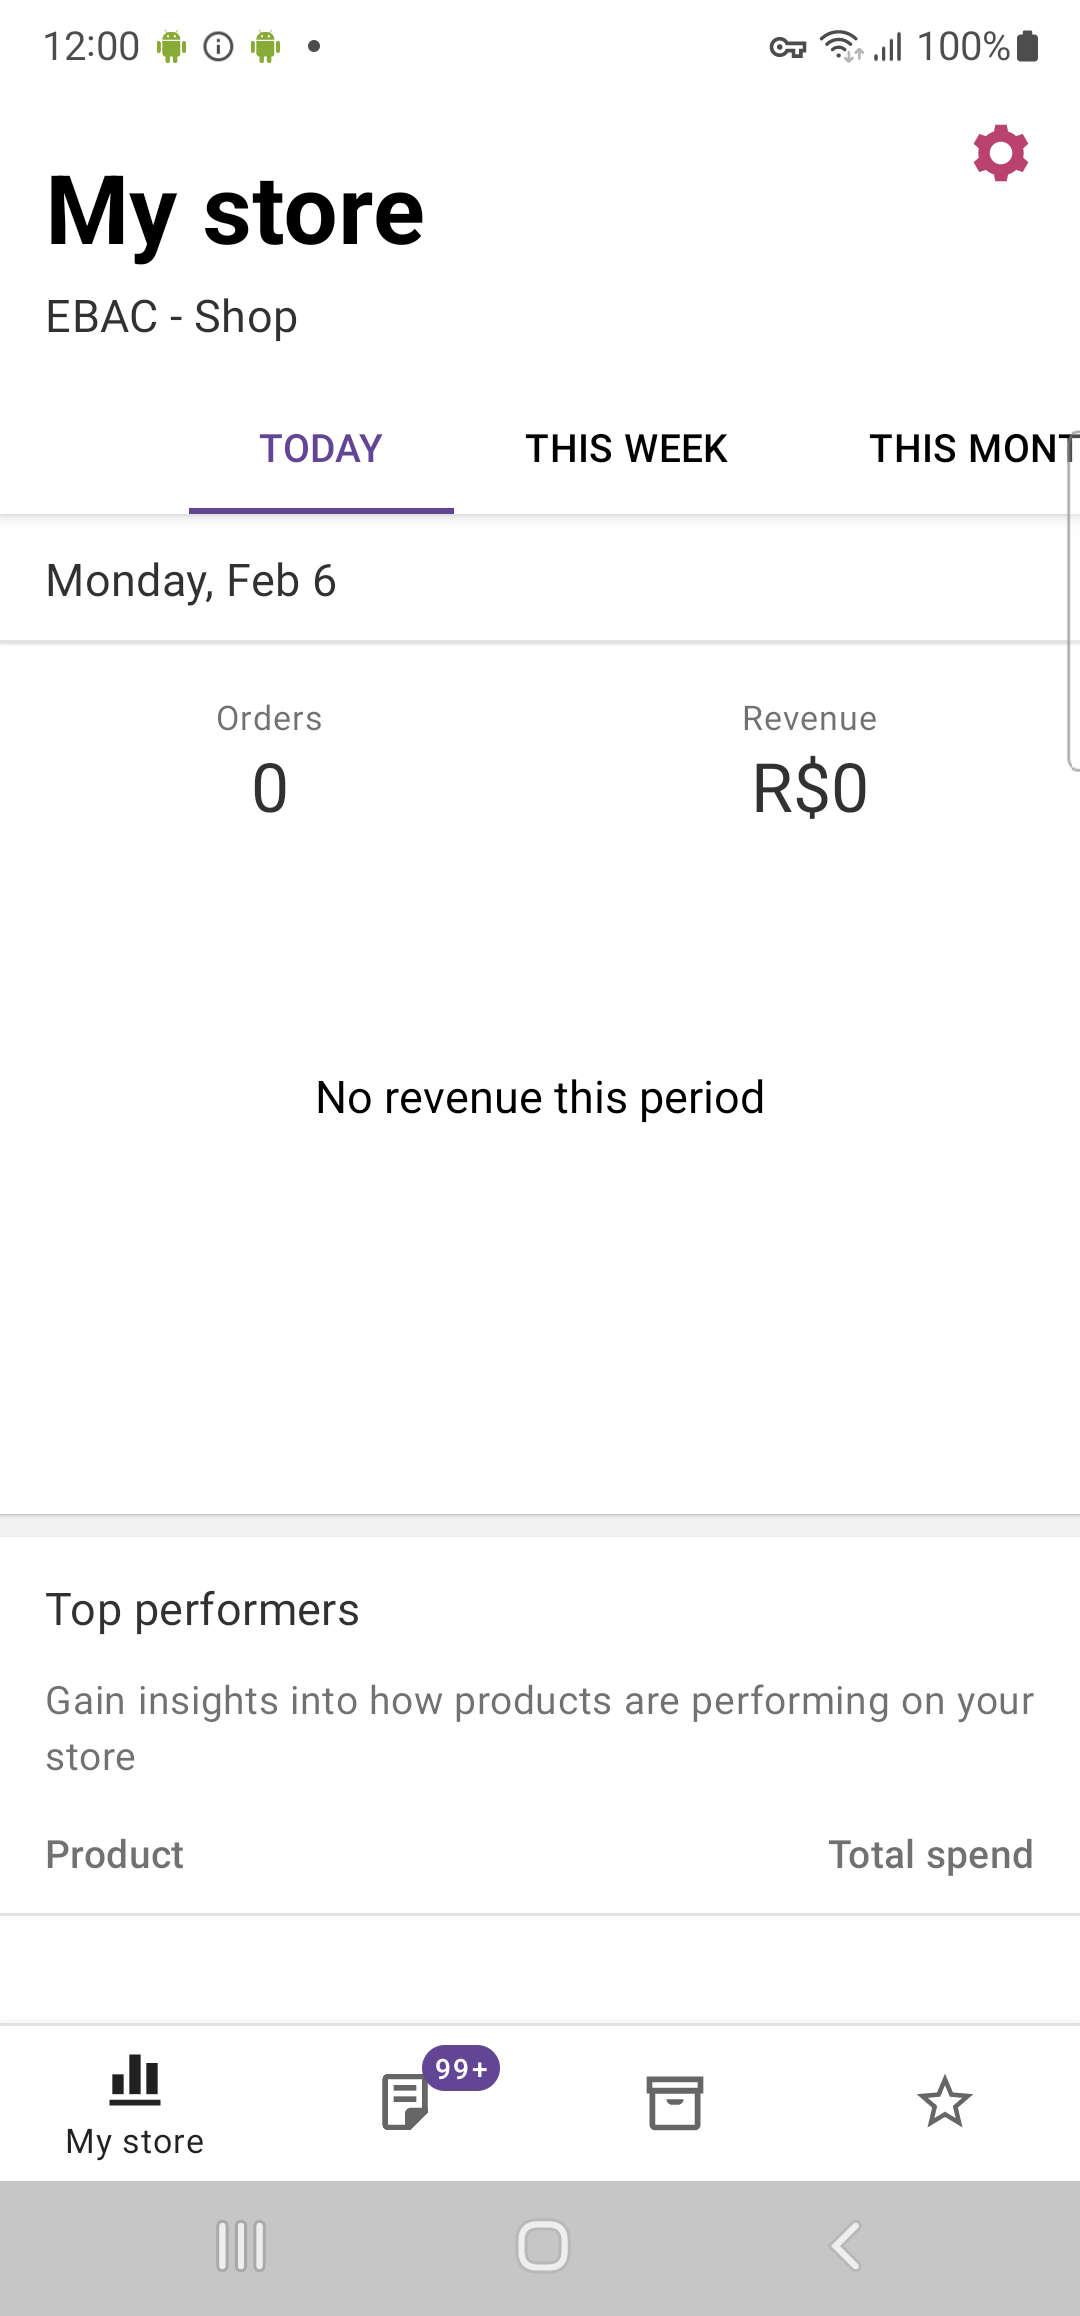 12:00
100%
My store
EBAC - Shop
TODAY THIS WEEK THIS MONT
Monday, Feb 6
Orders Revenue
0 R$0
No revenue this period
Top performers
Gain insights into how products are performing on your
store
Product Total spend
99+
My store